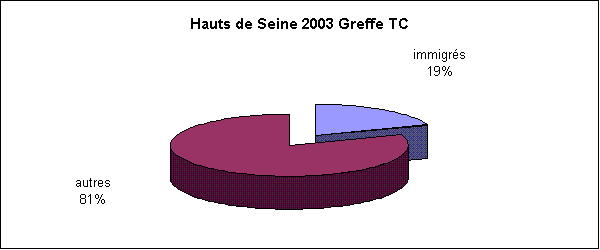 Hauts de Seine 2003 Greffe TC
immigrés
19%
autres
81%